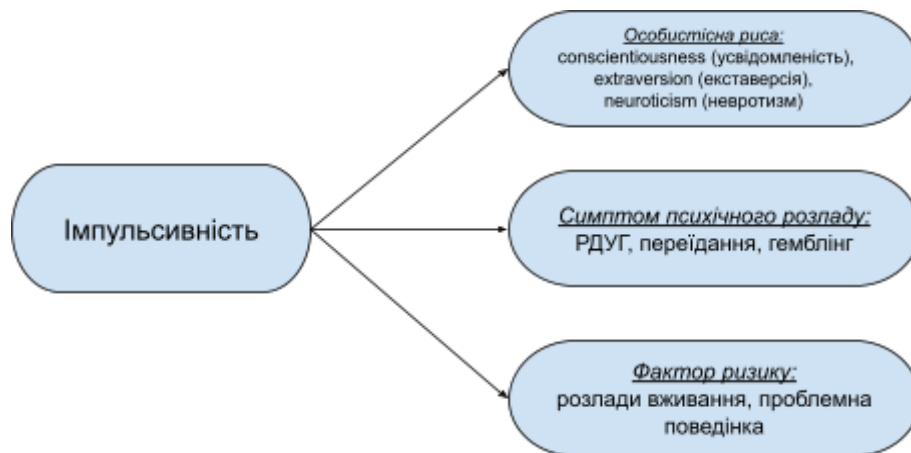 Імпульсивність
Особистісна риса:
conscientiousness (усвідомленість),
extraversion (екставерсія),
neuroticism (невротизм)
Симптом психічного розладу:
РДУГ, переїдання, гемблінг
Фактор ризику:
розлади вживання, проблемна
поведінка